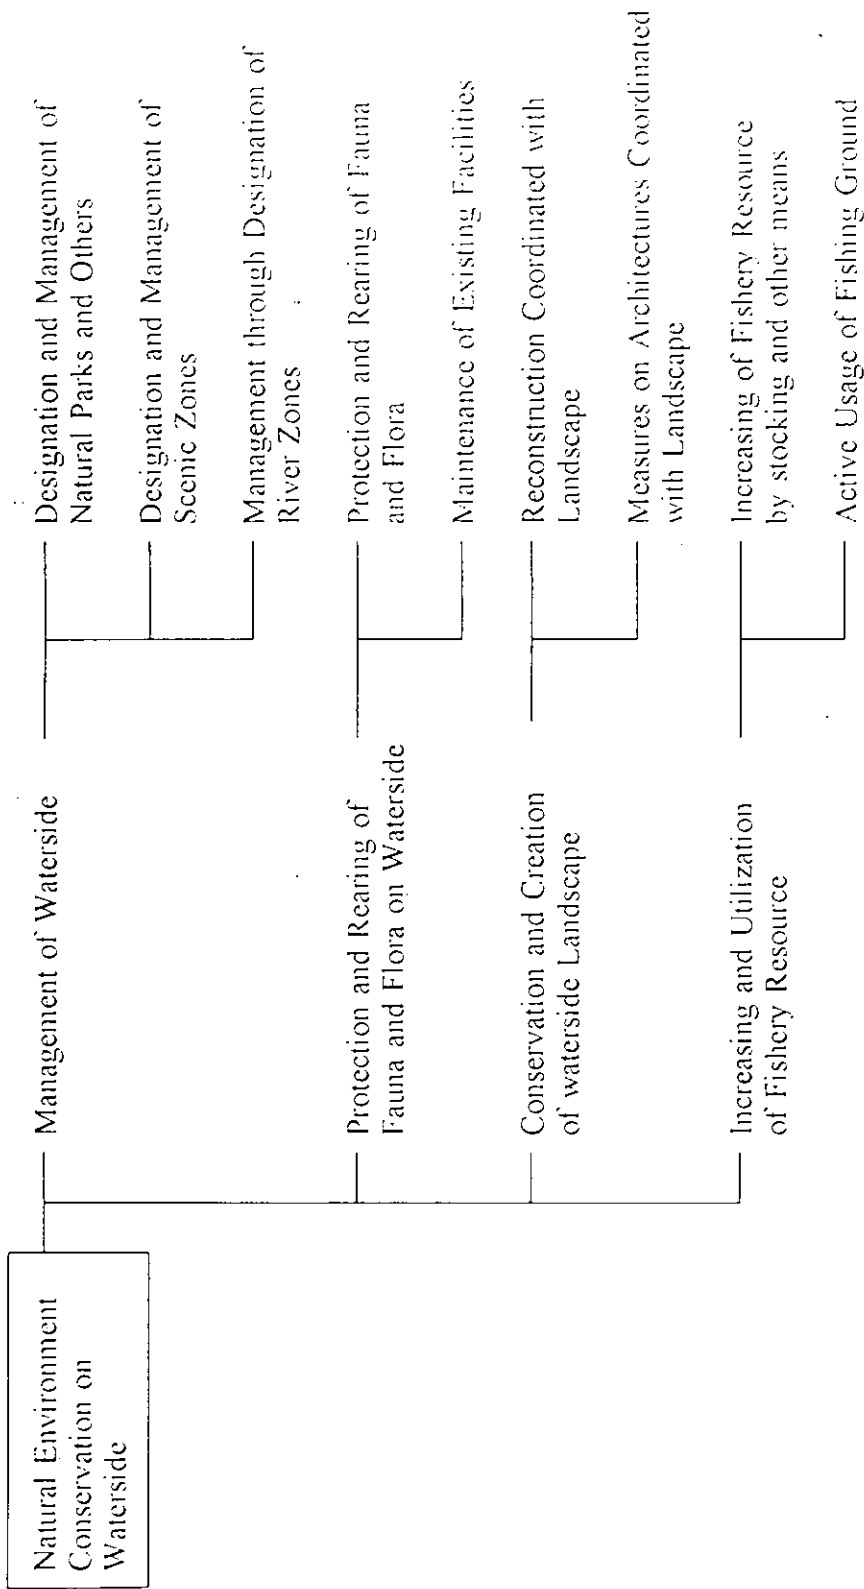 Natural Environment
Conservation on
Waterside
Management of Waterside
Designation and Management of
Natural Parks and Others
Designation and Management of
Scenic Zones
Management through Designation of
River Zones
Protection and Rearing of
Fauna and Flora on Waterside
Protection and Rearing of Fauna
and Flora
Maintenance of Existing Facilities
Conservation and Creation
of waterside Landscape
Reconstruction Coordinated with
Landscape
Measures on Architectures Coordinated
with Landscape
Increasing and Utilization
of Fishery Resource
Increasing of Fishery Resource
by stocking and other means
Active Usage of Fishing Ground